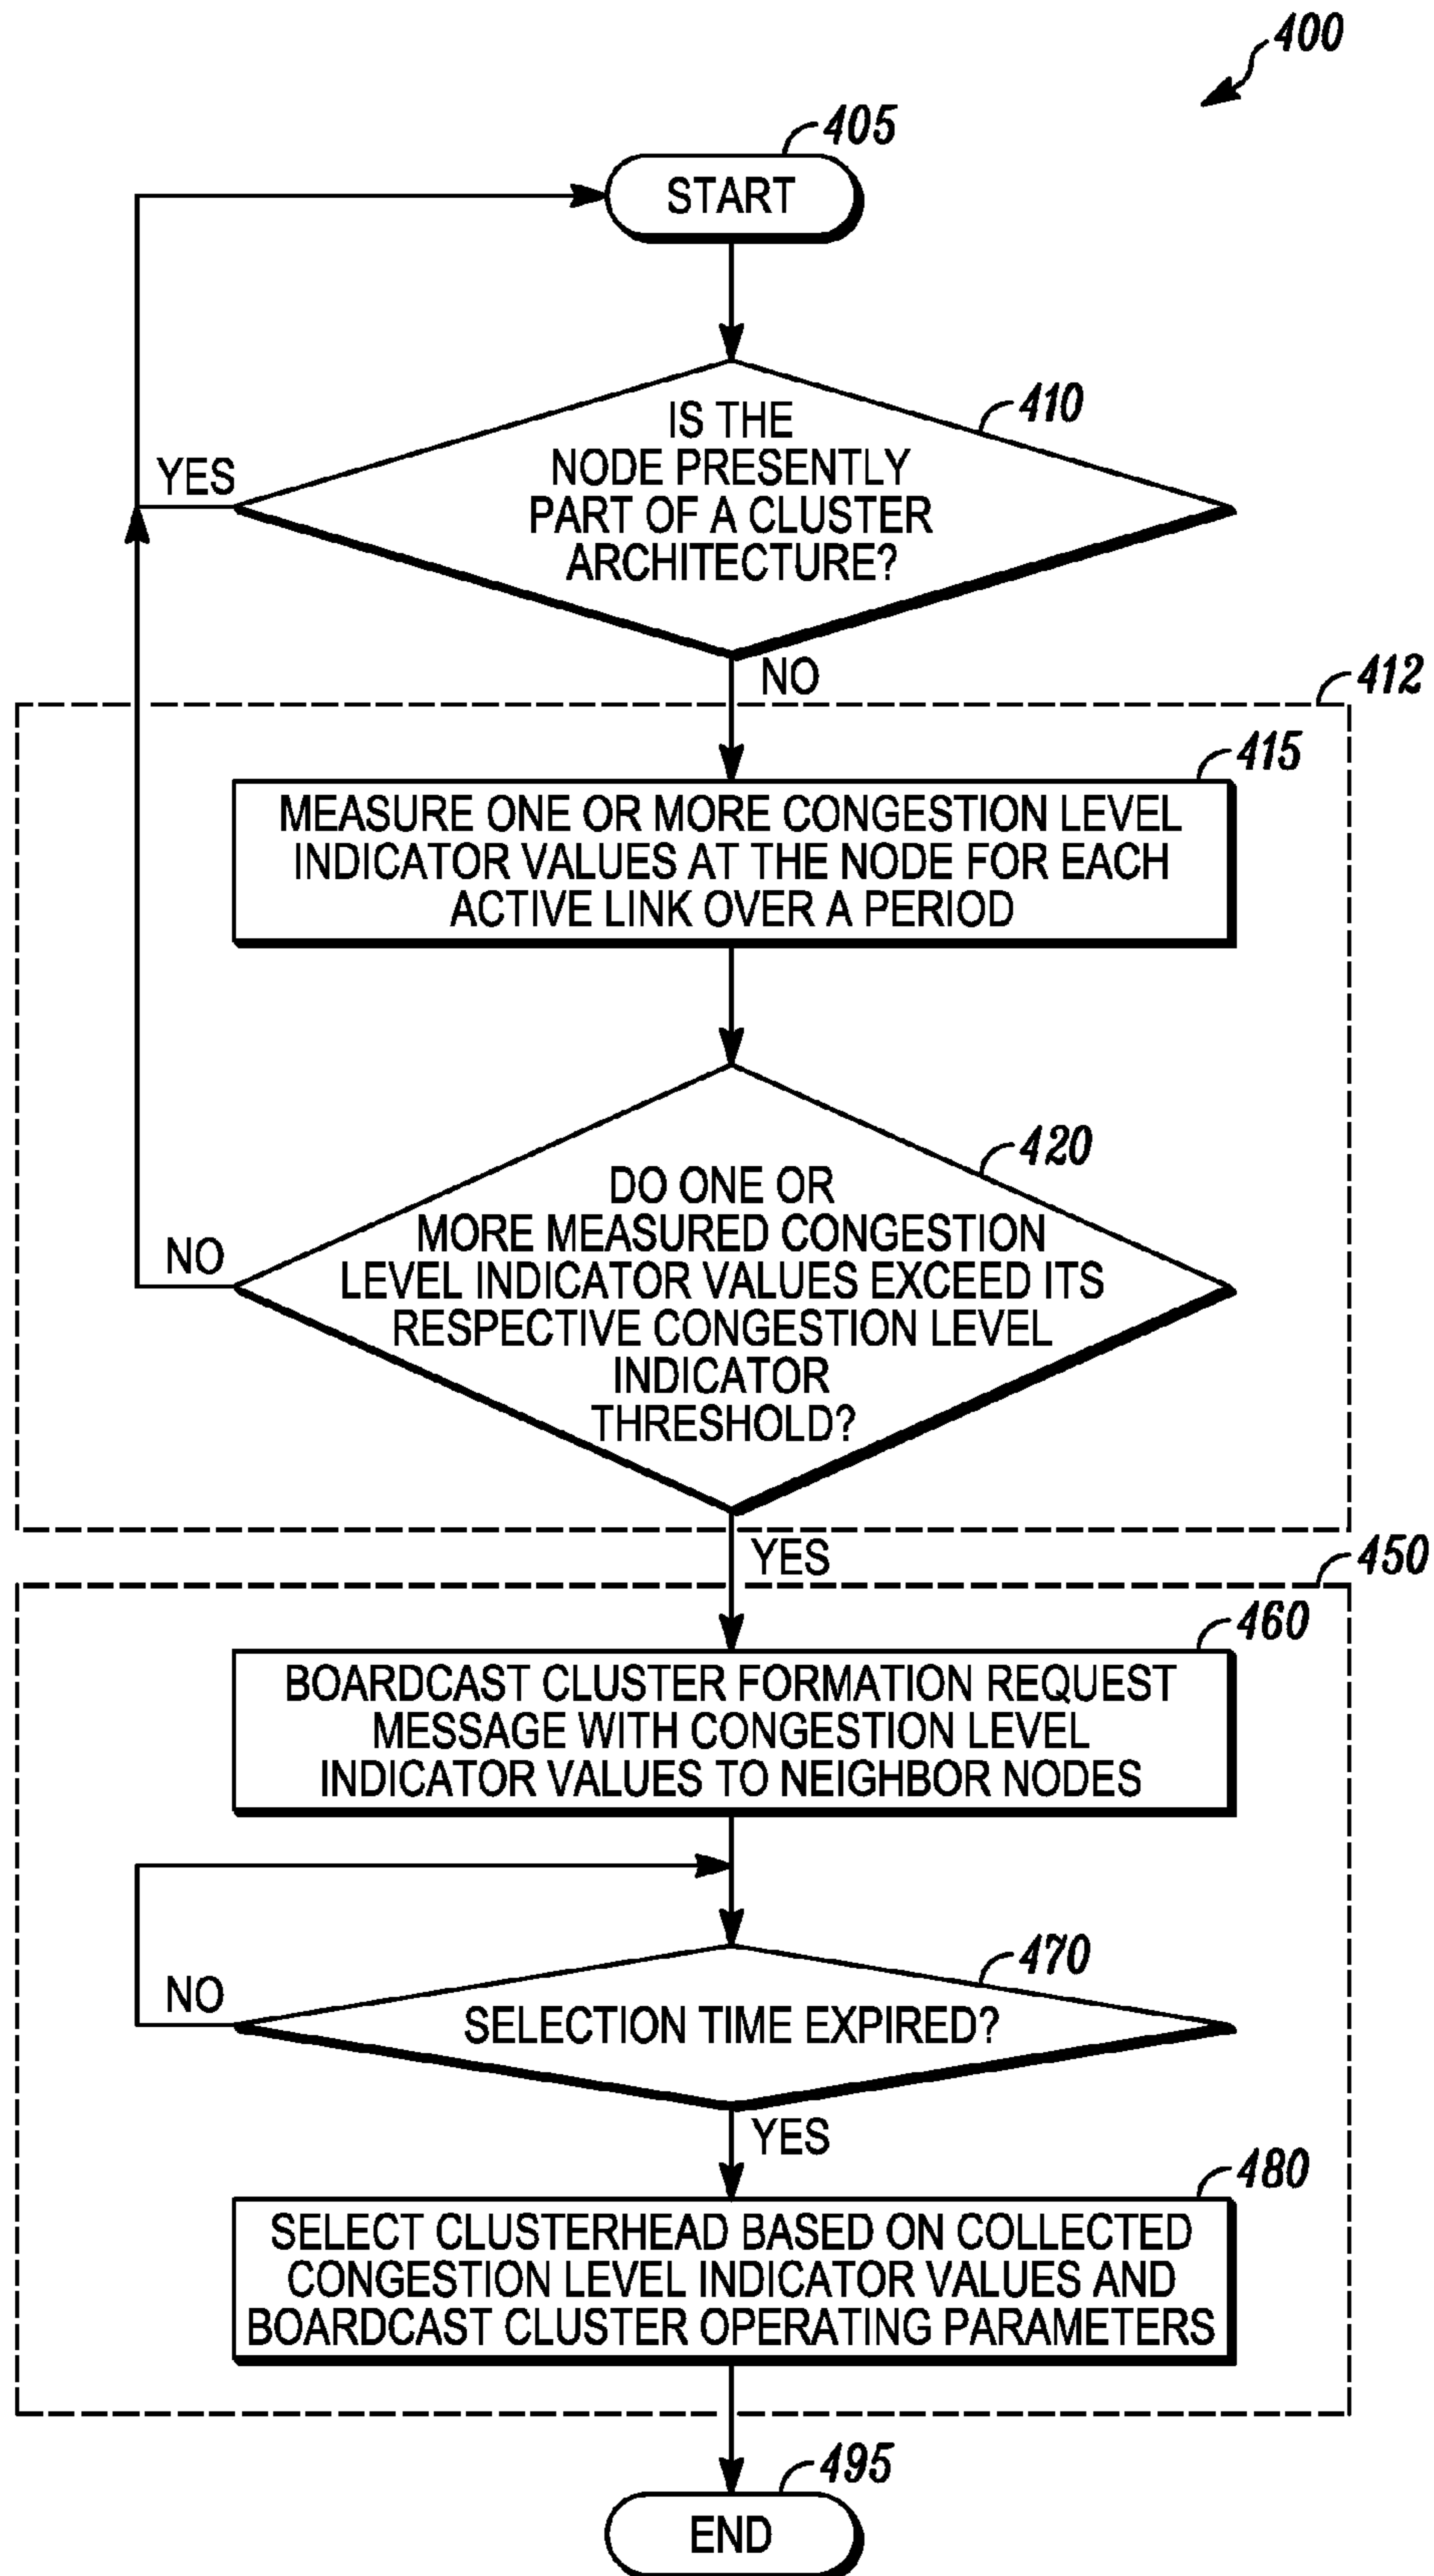 400
405
START
410
IS THE
NODE PRESENTLY
PART OF A CLUSTER
ARCHITECTURE?
YES
NO
412
415
MEASURE ONE OR MORE CONGESTION LEVEL
INDICATOR VALUES AT THE NODE FOR EACH
ACTIVE LINK OVER A PERIOD
420
DO ONE OR
MORE MEASURED CONGESTION
LEVEL INDICATOR VALUES EXCEED ITS
RESPECTIVE CONGESTION LEVEL
INDICATOR
THRESHOLD?
NO
YES
450
460
BOARDCAST CLUSTER FORMATION REQUEST
MESSAGE WITH CONGESTION LEVEL
INDICATOR VALUES TO NEIGHBOR NODES
470
SELECTION TIME EXPIRED?
NO
YES
480
SELECT CLUSTERHEAD BASED ON COLLECTED
CONGESTION LEVEL INDICATOR VALUES AND
BOARDCAST CLUSTER OPERATING PARAMETERS
495
END